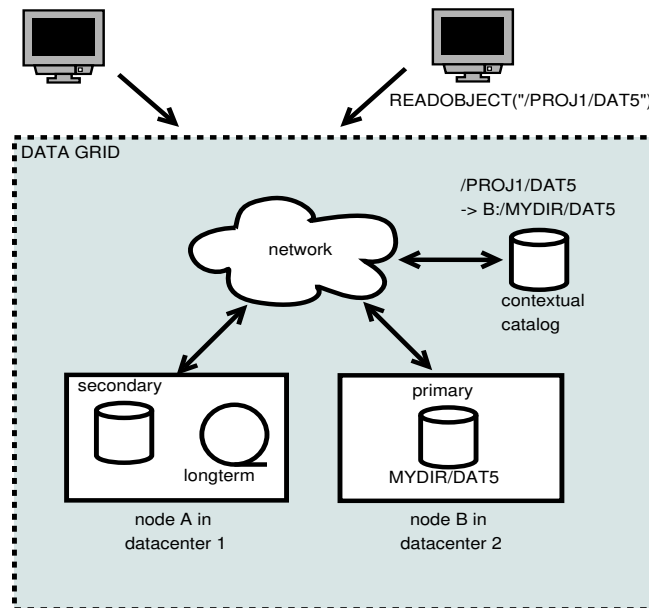 READOBJECT("/PROJ1/DAT5")
DATA GRID
/PROJ1/DAT5
-> B:/MYDIR/DAT5
network
contextual
catalog
secondary
longterm
primary
MYDIR/DAT5
node A in
datacenter 1
node B in
datacenter 2